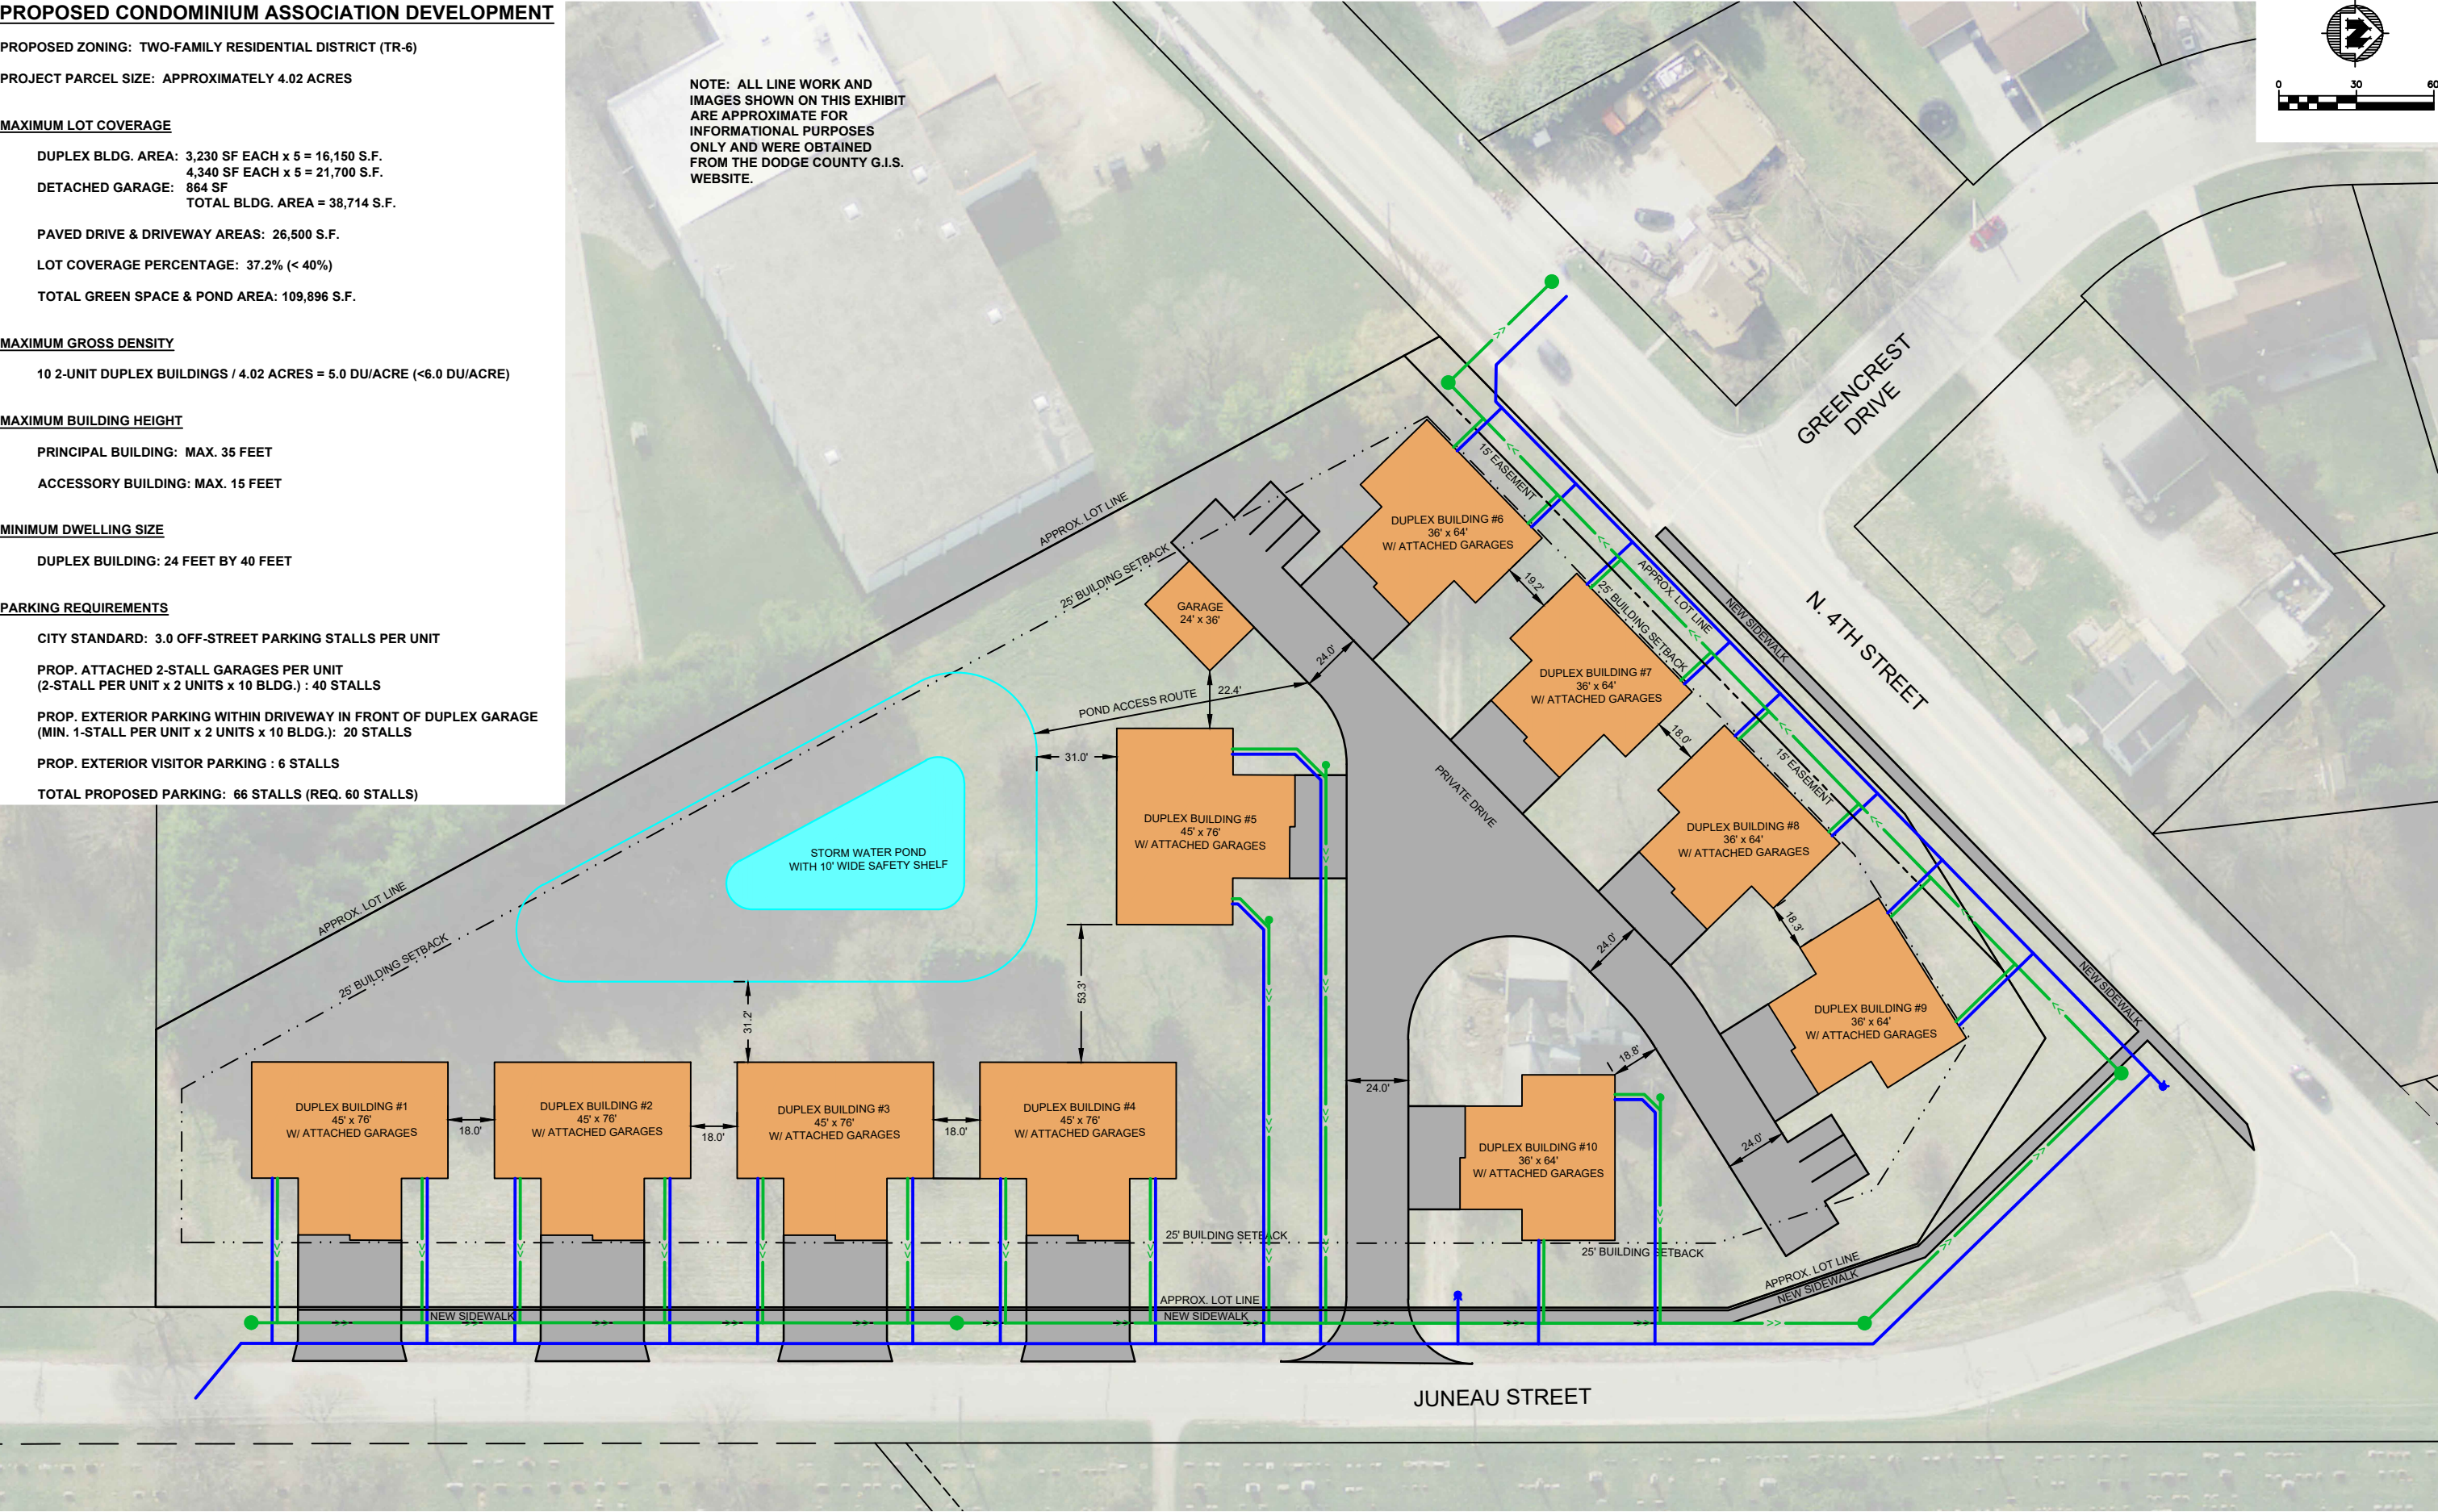 PROPOSED CONDOMINIUM ASSOCIATION DEVELOPMENT
PROPOSED ZONING: TWO-FAMILY RESIDENTIAL DISTRICT (TR-6)
PROJECT PARCEL SIZE: APPROXIMATELY 4.02 ACRES
MAXIMUM LOT COVERAGE
DUPLEX BLDG. AREA: 3,230 SF EACH x 5 = 16,150 S.F.
4,340 SF EACH x 5 = 21,700 S.F.
DETACHED GARAGE: 864 SF
TOTAL BLDG. AREA = 38,714 S.F.
PAVED DRIVE & DRIVEWAY AREAS: 26,500 S.F.
LOT COVERAGE PERCENTAGE: 37.2% (< 40%)
TOTAL GREEN SPACE & POND AREA: 109,896 S.F.
MAXIMUM GROSS DENSITY
10 2-UNIT DUPLEX BUILDINGS / 4.02 ACRES = 5.0 DU/ACRE (<6.0 DU/ACRE)
MAXIMUM BUILDING HEIGHT
PRINCIPAL BUILDING: MAX. 35 FEET
ACCESSORY BUILDING: MAX. 15 FEET
MINIMUM DWELLING SIZE
DUPLEX BUILDING: 24 FEET BY 40 FEET
PARKING REQUIREMENTS
CITY STANDARD: 3.0 OFF-STREET PARKING STALLS PER UNIT
PROP. ATTACHED 2-STALL GARAGES PER UNIT
(2-STALL PER UNIT x 2 UNITS x 10 BLDG.) : 40 STALLS
PROP. EXTERIOR PARKING WITHIN DRIVEWAY IN FRONT OF DUPLEX GARAGE
(MIN. 1-STALL PER UNIT x 2 UNITS x 10 BLDG.): 20 STALLS
PROP. EXTERIOR VISITOR PARKING : 6 STALLS
TOTAL PROPOSED PARKING: 66 STALLS (REQ. 60 STALLS)
NOTE: ALL LINE WORK AND
IMAGES SHOWN ON THIS EXHIBIT
ARE APPROXIMATE FOR
INFORMATIONAL PURPOSES
ONLY AND WERE OBTAINED
FROM THE DODGE COUNTY G.I.S.
WEBSITE.
N
0 30 60
GREENCREST
DRIVE
N. 4TH STREET
APPROX. LOT LINE
25' BUILDING SETBACK
15' EASEMENT
DUPLEX BUILDING #6
36' x 64'
W/ ATTACHED GARAGES
19.2'
25' BUILDING SETBACK
APPROX. LOT LINE
NEW SIDEWALK
GARAGE
24' x 36'
24.0'
22.4'
POND ACCESS ROUTE
DUPLEX BUILDING #7
36' x 64'
W/ ATTACHED GARAGES
18.0'
31.0'
PRIVATE DRIVE
15' EASEMENT
DUPLEX BUILDING #5
45' x 76'
W/ ATTACHED GARAGES
DUPLEX BUILDING #8
36' x 64'
W/ ATTACHED GARAGES
STORM WATER POND
WITH 10' WIDE SAFETY SHELF
APPROX. LOT LINE
25' BUILDING SETBACK
18.3'
24.0'
NEW SIDEWALK
53.3'
31.2'
DUPLEX BUILDING #9
36' x 64'
W/ ATTACHED GARAGES
18.8'
24.0'
DUPLEX BUILDING #1
45' x 76'
W/ ATTACHED GARAGES
18.0'
DUPLEX BUILDING #2
45' x 76'
W/ ATTACHED GARAGES
18.0'
DUPLEX BUILDING #3
45' x 76'
W/ ATTACHED GARAGES
18.0'
DUPLEX BUILDING #4
45' x 76'
W/ ATTACHED GARAGES
DUPLEX BUILDING #10
36' x 64'
W/ ATTACHED GARAGES
24.0'
25' BUILDING SETBACK
25' BUILDING SETBACK
APPROX. LOT LINE
NEW SIDEWALK
APPROX. LOT LINE
NEW SIDEWALK
NEW SIDEWALK
JUNEAU STREET